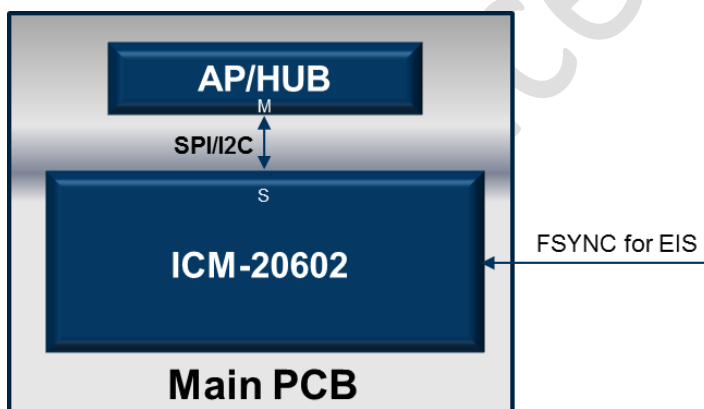 AP/HUB
M
SPI/I2C
S
ICM-20602
FSYNC for EIS
Main PCB